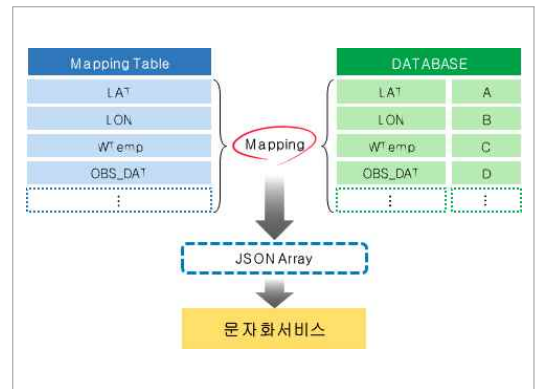 Mapping Table
DATABASE
LAT
LAT
A
LON
LON
B
WTemp
Mapping
WTemp
C
OBS_DAT
OBS_DAT
D
⋮
⋮
⋮
JSON Array
문자화서비스